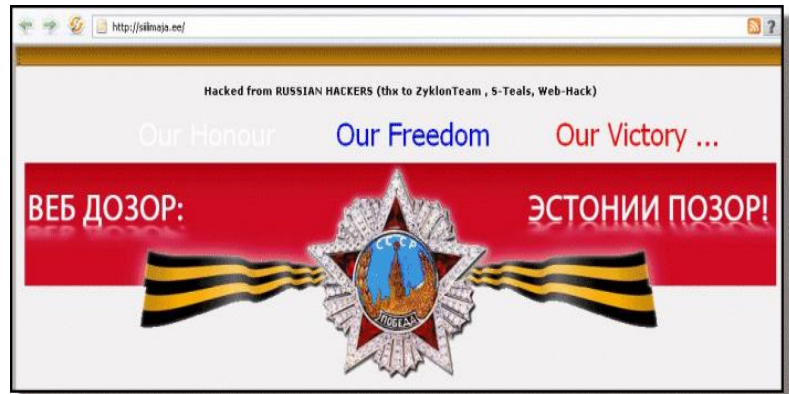 http://siilimaja.ee/
Hacked from RUSSIAN HACKERS (thx to ZyklonTeam , S-Teals, Web-Hack)
Our Honour Our Freedom Our Victory ...
ВЕБ ДОЗОР: ЭСТОНИИ ПОЗОР!
СССР
ПОБЕДА